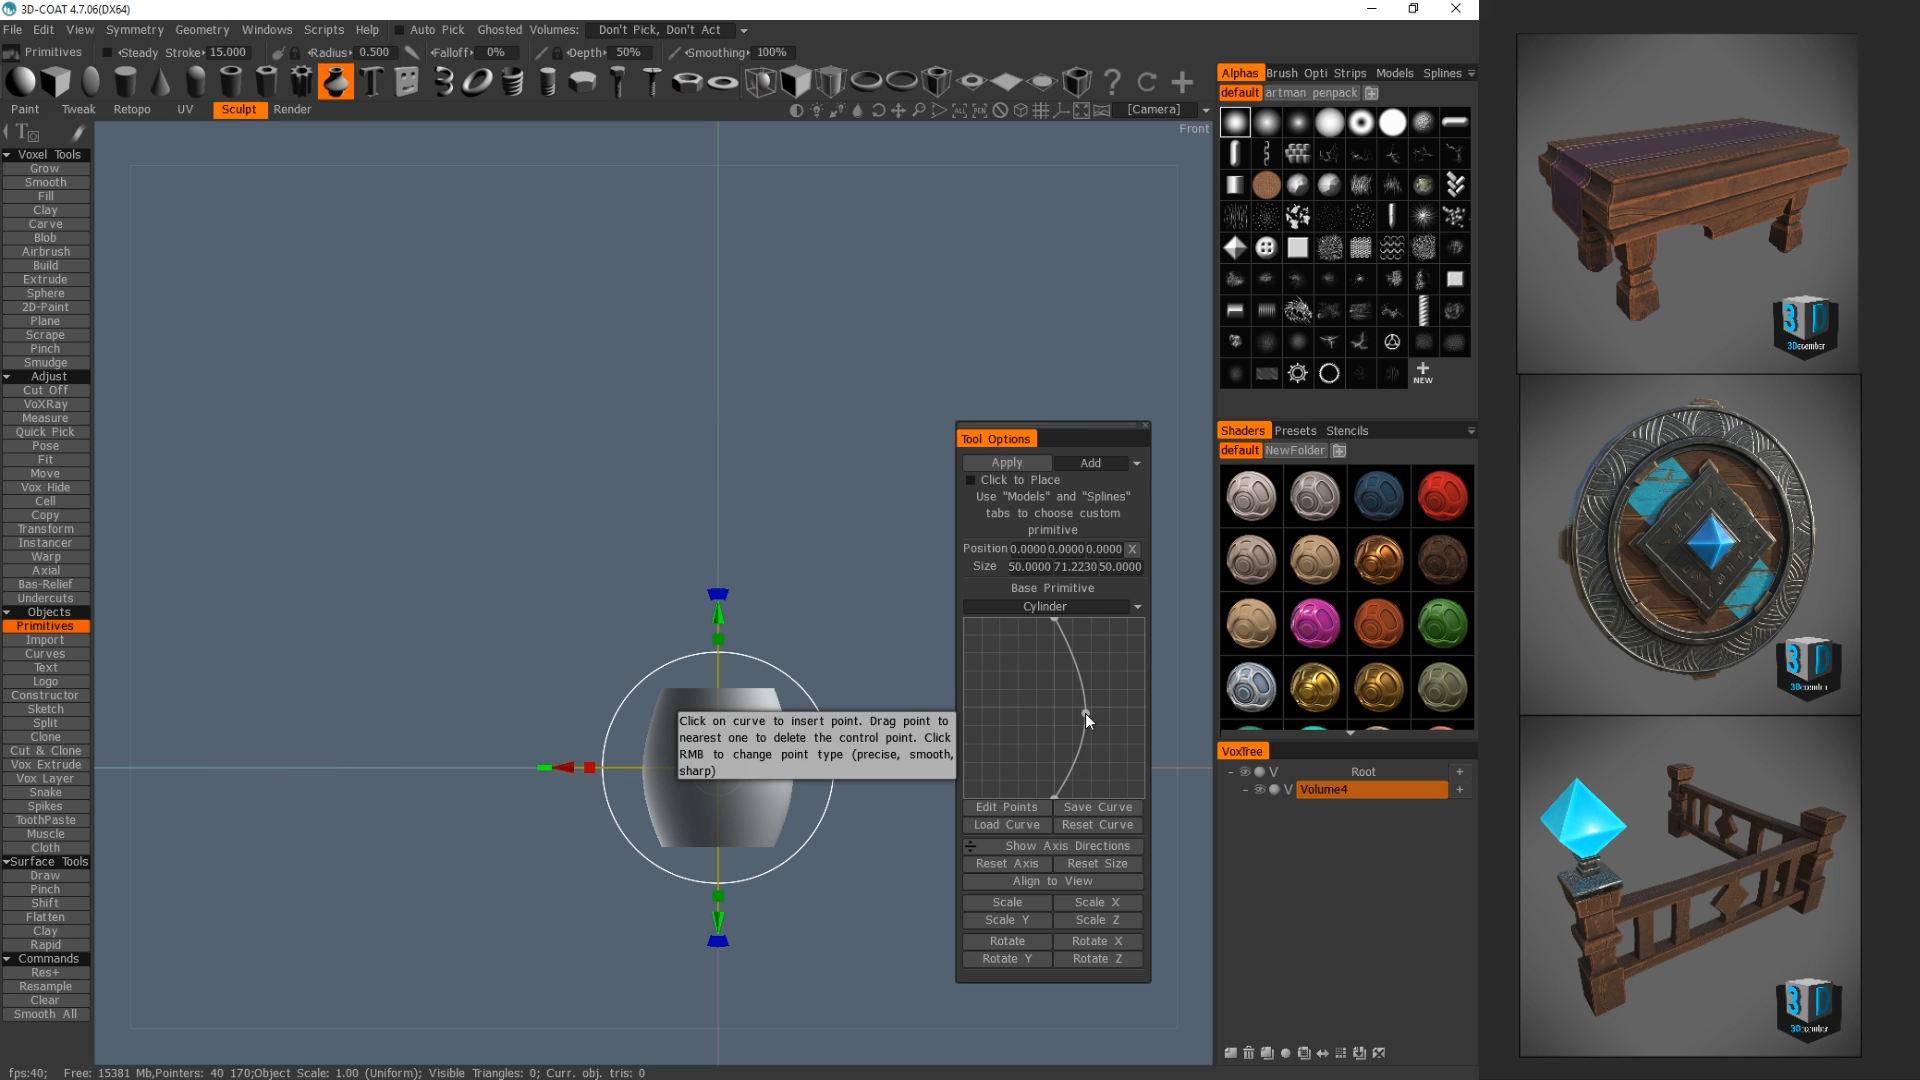 3D-COAT 4.7.06(DX64)
File Edit View Symmetry Geometry Windows Scripts Help Auto Pick Ghosted Volumes: Don't Pick, Don't Act
Primitives Steady Stroke 15.000 Radius 0.500 Falloff 0% Depth 50% Smoothing 100%
Paint Tweak Retopo UV Sculpt Render [Camera]
Front
Voxel Tools
Grow
Smooth
Fill
Clay
Carve
Blob
Airbrush
Build
Extrude
Sphere
2D-Paint
Plane
Scrape
Pinch
Smudge
Adjust
Cut Off
VoXRay
Measure
Quick Pick
Pose
Fit
Move
Vox Hide
Cell
Copy
Transform
Instancer
Warp
Axial
Bas-Relief
Undercuts
Objects
Primitives
Import
Curves
Text
Logo
Constructor
Sketch
Split
Clone
Cut & Clone
Vox Extrude
Vox Layer
Snake
Spikes
ToothPaste
Muscle
Cloth
Surface Tools
Draw
Pinch
Shift
Flatten
Clay
Rapid
Commands
Res+
Resample
Clear
Smooth All
Click on curve to insert point. Drag point to
nearest one to delete the control point. Click
RMB to change point type (precise, smooth,
sharp)
Tool Options
Apply Add
Click to Place
Use "Models" and "Splines"
tabs to choose custom
primitive
Position 0.0000 0.0000 0.0000 X
Size 50.0000 71.2230 50.0000
Base Primitive
Cylinder
Edit Points Save Curve
Load Curve Reset Curve
Show Axis Directions
Reset Axis Reset Size
Align to View
Scale Scale X
Scale Y Scale Z
Rotate Rotate X
Rotate Y Rotate Z
Alphas Brush Opti Strips Models Splines
default artman penpack
NEW
Shaders Presets Stencils
default NewFolder
VoxTree
V Root +
V Volume4 +
3D
3December
3D
3December
3D
3December
fps:40; Free: 15381 Mb,Pointers: 40 170;Object Scale: 1.00 (Uniform); Visible Triangles: 0; Curr. obj. tris: 0